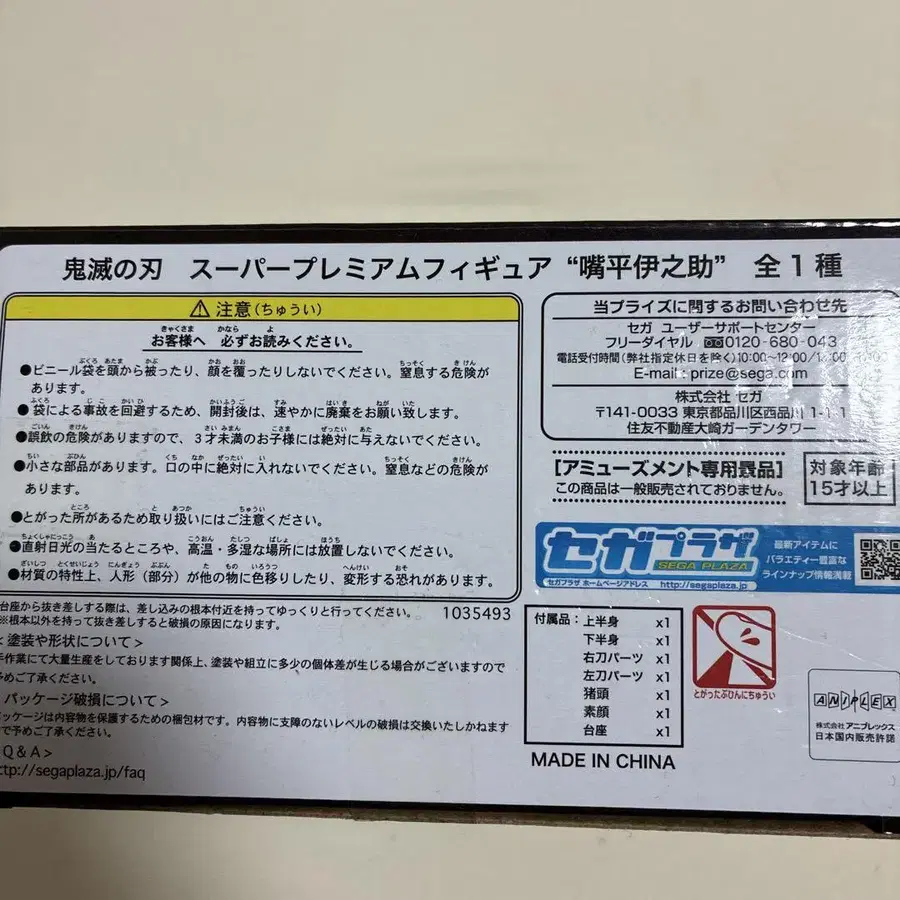 鬼滅の刃 スーパープレミアムフィギュア “嘴平伊之助” 全1種
⚠注意(ちゅうい)
お客様へ 必ずお読みください。
●ビニール袋を頭から被ったり、顔を覆ったりしないでください。窒息する危険が
あります。
●袋による事故を回避するため、開封後は、速やかに廃棄をお願い致します。
●誤飲の危険がありますので、3才未満のお子様には絶対に与えないでください。
●小さな部品があります。口の中に絶対に入れないでください。窒息などの危険が
あります。
●とがった所があるため取り扱いにはご注意ください。
●直射日光の当たるところや、高温・多湿な場所には放置しないでください。
●材質の特性上、人形(部分)が他の物に色移りしたり、変形する恐れがあります。
台座から抜き差しする際は、差し込みの根本付近を持ってゆっくりと行ってください。
※根本以外を持って抜き差しすると破損の原因になります。
1035493
<塗装や形状について>
手作業にて大量生産をしております関係上、塗装や組立に多少の個体差が生じる場合がございますので
予めご了承ください。
パッケージ破損について>
パッケージは内容物を保護するための梱包材です。内容物に支障のないレベルの破損は交換いたしかねます
で予めご了承ください。
Q&A>
http://segaplaza.jp/faq
当プライズに関するお問い合わせ先
セガ ユーザーサポートセンター
フリーダイヤル 0120-680-043
電話受付時間(弊社指定休日を除く)10:00~12:00/
E-mail:prize@sega.com
株式会社 セガ
〒141-0033 東京都品川区西品川 1-1-1
住友不動産大崎ガーデンタワー
[アミューズメント専用景品]
この商品は一般販売されておりません。
対象年齢
15才以上
セガプラザ
SEGA PLAZA
セガプラザ ホームページアドレス http://segaplaza.jp
最新アイテムに
バラエティー豊富な
ラインナップ情報満載
付属品:上半身 x1
下半身 x1
右刀パーツ x1
左刀パーツ x1
猪頭 x1
素顔 x1
台座 x1
とがったぶひんにちゅうい
MADE IN CHINA
ANIPLEX
株式会社 アニプレックス
日本国内販売許諾